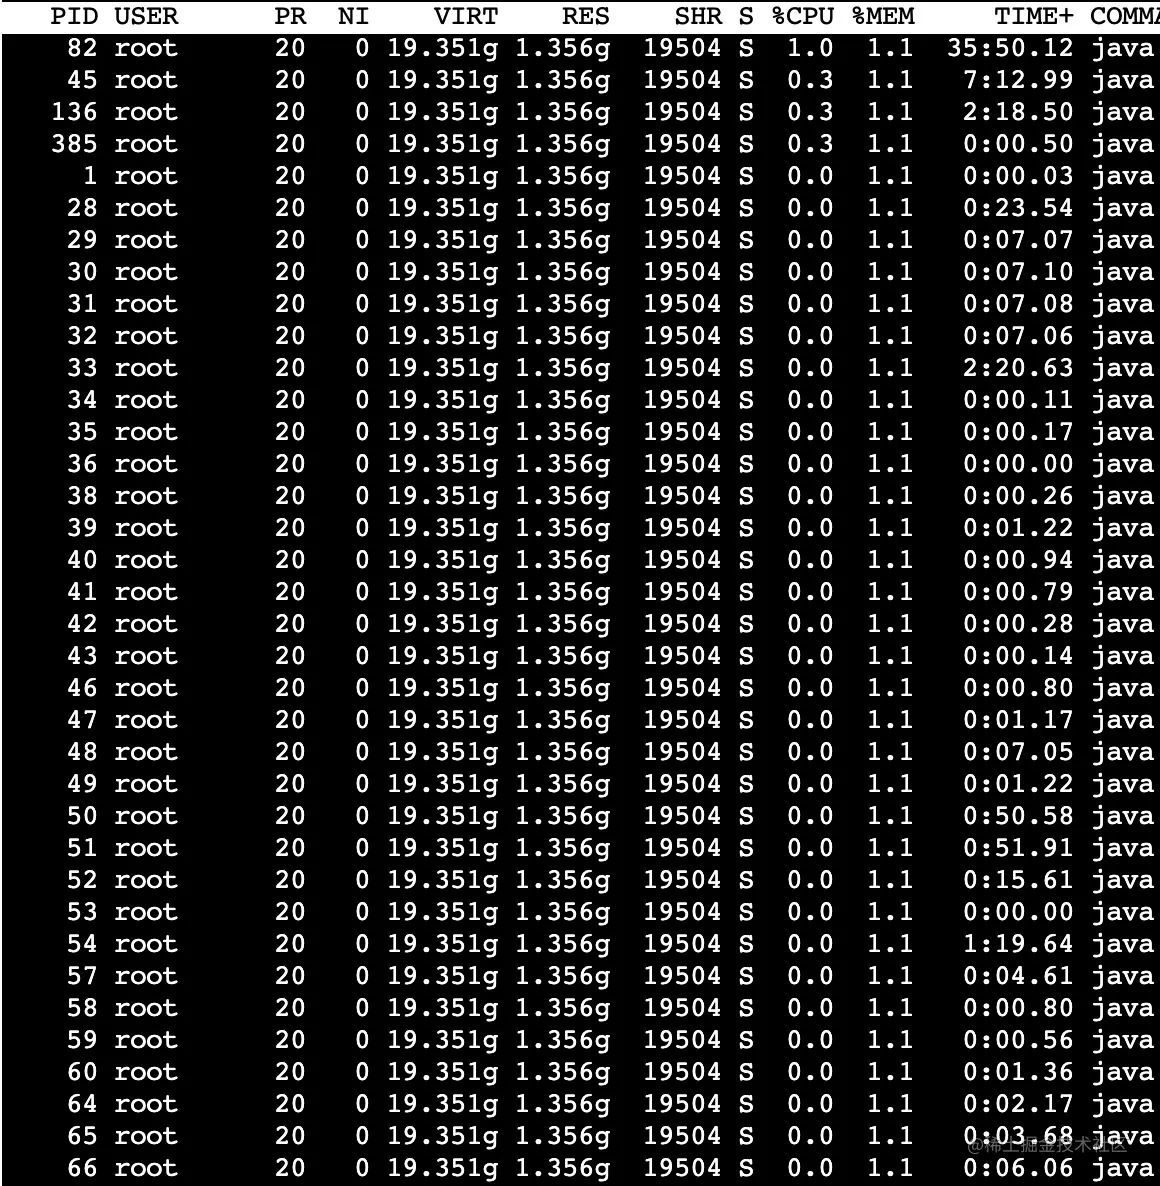 PID USER PR NI VIRT RES SHR S %CPU %MEM TIME+ COMMA
82 root 20 0 19.351g 1.356g 19504 S 1.0 1.1 35:50.12 java
45 root 20 0 19.351g 1.356g 19504 S 0.3 1.1 7:12.99 java
136 root 20 0 19.351g 1.356g 19504 S 0.3 1.1 2:18.50 java
385 root 20 0 19.351g 1.356g 19504 S 0.3 1.1 0:00.50 java
1 root 20 0 19.351g 1.356g 19504 S 0.0 1.1 0:00.03 java
28 root 20 0 19.351g 1.356g 19504 S 0.0 1.1 0:23.54 java
29 root 20 0 19.351g 1.356g 19504 S 0.0 1.1 0:07.07 java
30 root 20 0 19.351g 1.356g 19504 S 0.0 1.1 0:07.10 java
31 root 20 0 19.351g 1.356g 19504 S 0.0 1.1 0:07.08 java
32 root 20 0 19.351g 1.356g 19504 S 0.0 1.1 0:07.06 java
33 root 20 0 19.351g 1.356g 19504 S 0.0 1.1 2:20.63 java
34 root 20 0 19.351g 1.356g 19504 S 0.0 1.1 0:00.11 java
35 root 20 0 19.351g 1.356g 19504 S 0.0 1.1 0:00.17 java
36 root 20 0 19.351g 1.356g 19504 S 0.0 1.1 0:00.00 java
38 root 20 0 19.351g 1.356g 19504 S 0.0 1.1 0:00.26 java
39 root 20 0 19.351g 1.356g 19504 S 0.0 1.1 0:01.22 java
40 root 20 0 19.351g 1.356g 19504 S 0.0 1.1 0:00.94 java
41 root 20 0 19.351g 1.356g 19504 S 0.0 1.1 0:00.79 java
42 root 20 0 19.351g 1.356g 19504 S 0.0 1.1 0:00.28 java
43 root 20 0 19.351g 1.356g 19504 S 0.0 1.1 0:00.14 java
46 root 20 0 19.351g 1.356g 19504 S 0.0 1.1 0:00.80 java
47 root 20 0 19.351g 1.356g 19504 S 0.0 1.1 0:01.17 java
48 root 20 0 19.351g 1.356g 19504 S 0.0 1.1 0:07.05 java
49 root 20 0 19.351g 1.356g 19504 S 0.0 1.1 0:01.22 java
50 root 20 0 19.351g 1.356g 19504 S 0.0 1.1 0:50.58 java
51 root 20 0 19.351g 1.356g 19504 S 0.0 1.1 0:51.91 java
52 root 20 0 19.351g 1.356g 19504 S 0.0 1.1 0:15.61 java
53 root 20 0 19.351g 1.356g 19504 S 0.0 1.1 0:00.00 java
54 root 20 0 19.351g 1.356g 19504 S 0.0 1.1 1:19.64 java
57 root 20 0 19.351g 1.356g 19504 S 0.0 1.1 0:04.61 java
58 root 20 0 19.351g 1.356g 19504 S 0.0 1.1 0:00.80 java
59 root 20 0 19.351g 1.356g 19504 S 0.0 1.1 0:00.56 java
60 root 20 0 19.351g 1.356g 19504 S 0.0 1.1 0:01.36 java
64 root 20 0 19.351g 1.356g 19504 S 0.0 1.1 0:02.17 java
65 root 20 0 19.351g 1.356g 19504 S 0.0 1.1 0:03.68 java
@稀土掘金技术社区
66 root 20 0 19.351g 1.356g 19504 S 0.0 1.1 0:06.06 java